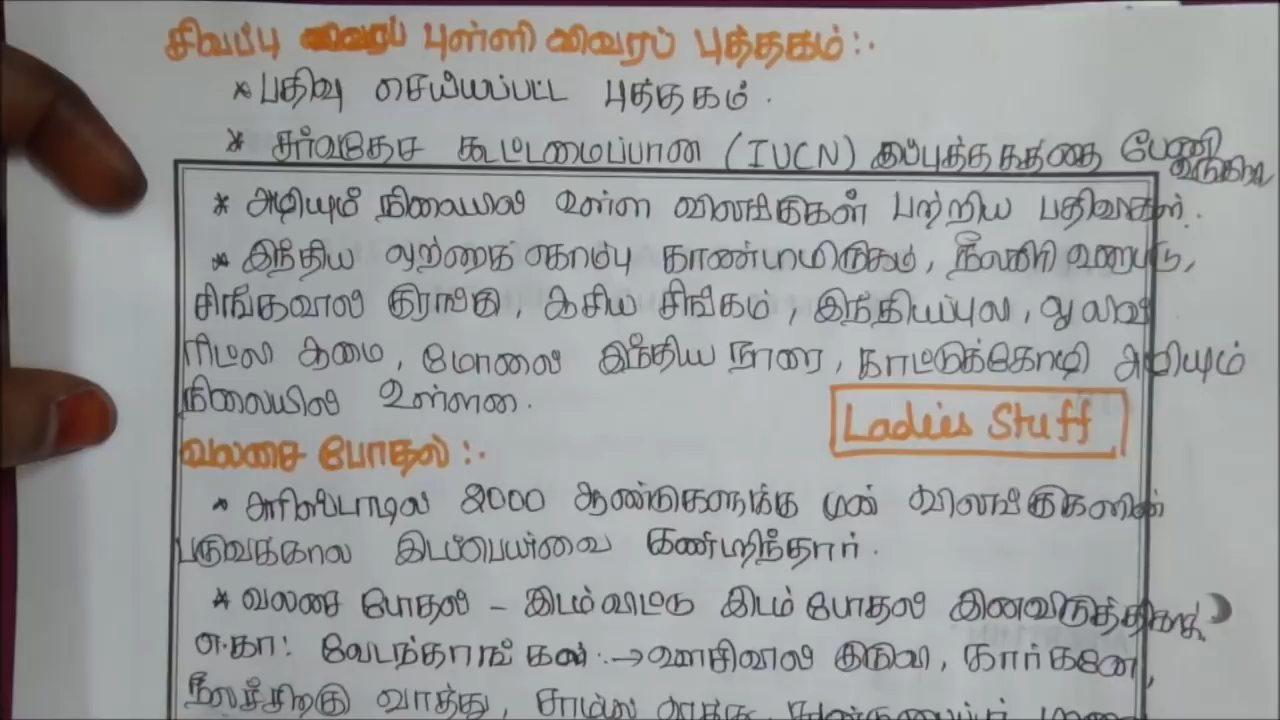 சிவப்பு புள்ளி விவரப் புத்தகம்:-
* பதிவு செய்யப்பட்ட புத்தகம்.
* சர்வதேச கூட்டமைப்பான (IUCN) இப்புத்தகத்தை பேணி வருகிறது
* அழியும் நிலையில் உள்ள விலங்குகள் பற்றிய பதிவுகள்.
* இந்திய ஒற்றைக் கொம்பு காண்டாமிருகம், நீலகிரி வரையாடு,
சிங்கவால் குரங்கு, ஆசிய சிங்கம், இந்தியப்புலி, ஆலிவ்
ரிட்லி ஆமை, இந்திய நாரை, காட்டுக்கோழி அழியும்
நிலையில் உள்ளன.
Ladies Stuff
வலசை போதல்:-
* அரிஸ்டாடில் 2000 ஆண்டுகளுக்கு முன் விலங்குகளின்
பருவக்கால இடப்பெயர்வை கண்டறிந்தார்.
* வலசை போதல் - இடம்விட்டு இடம் போதல் இனவிருத்திக்கு
எ.கா: வேடந்தாங்கல் → ஊசிவால் குருவி,
நீலச்சிறகு வாத்து,